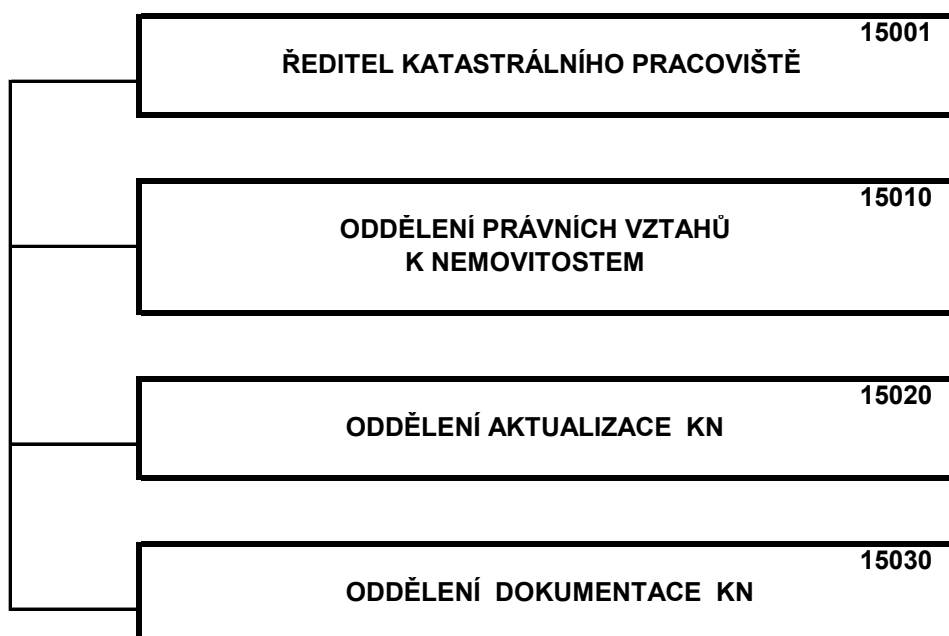 15001
ŘEDITEL KATASTRÁLNÍHO PRACOVIŠTĚ
15010
ODDĚLENÍ PRÁVNÍCH VZTAHŮ
K NEMOVITOSTEM
15020
ODDĚLENÍ AKTUALIZACE KN
15030
ODDĚLENÍ DOKUMENTACE KN